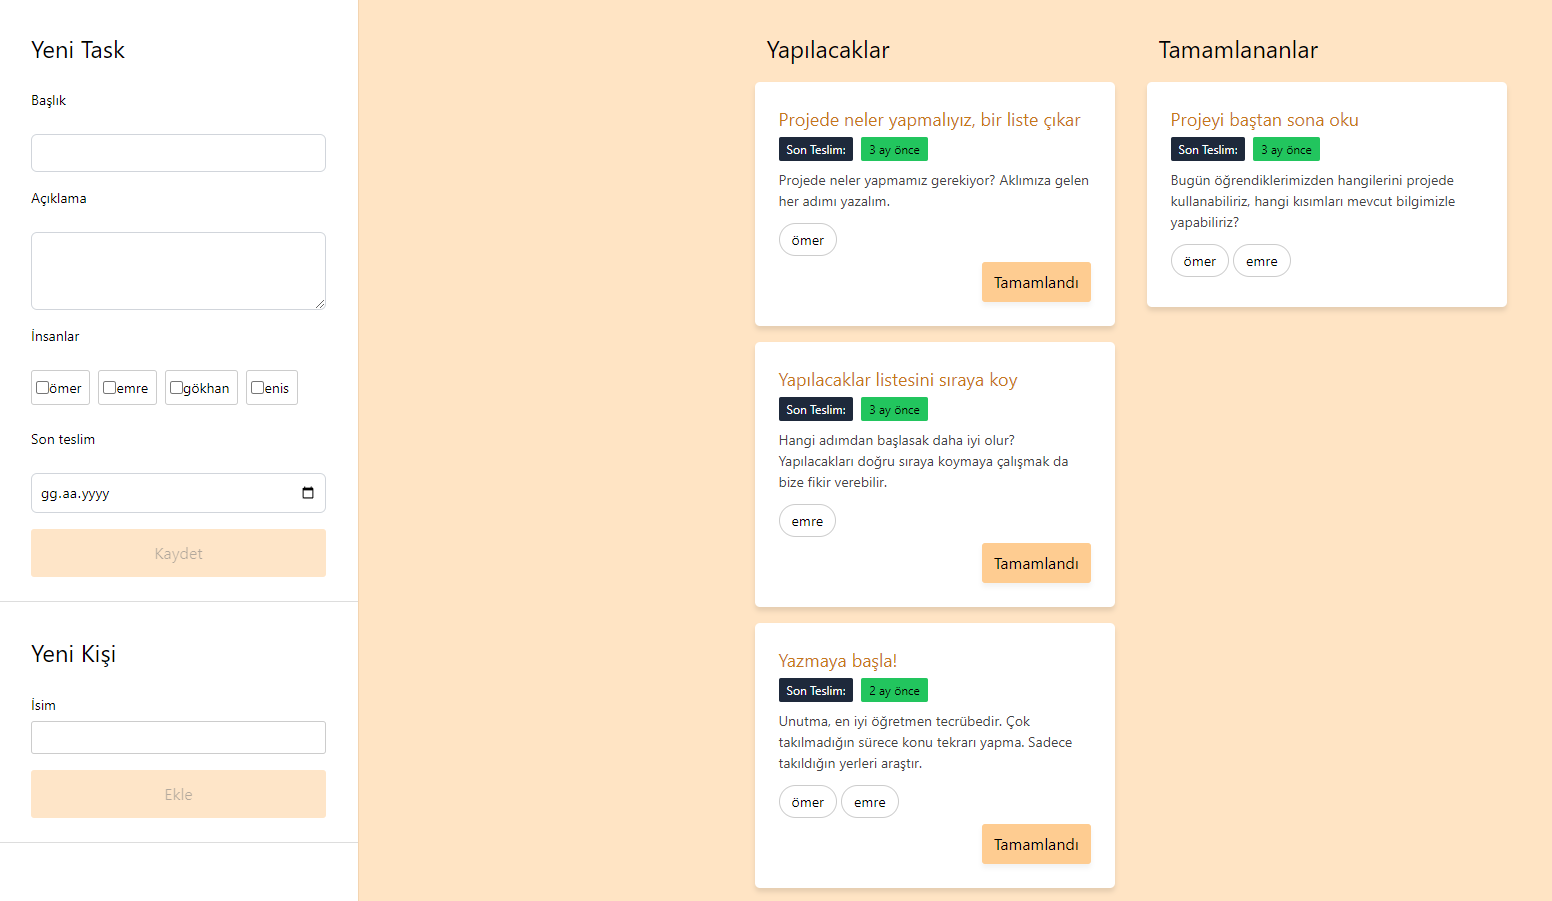 Yeni Task
Başlık
Açıklama
İnsanlar
ömer emre gökhan enis
Son teslim
gg.aa.yyyy
Kaydet
Yeni Kişi
İsim
Ekle
Yapılacaklar
Projede neler yapmalıyız, bir liste çıkar
Son Teslim: 3 ay önce
Projede neler yapmamız gerekiyor? Aklımıza gelen
her adımı yazalım.
ömer
Tamamlandı
Yapılacaklar listesini sıraya koy
Son Teslim: 3 ay önce
Hangi adımdan başlasak daha iyi olur?
Yapılacakları doğru sıraya koymaya çalışmak da
bize fikir verebilir.
emre
Tamamlandı
Yazmaya başla!
Son Teslim: 2 ay önce
Unutma, en iyi öğretmen tecrübedir. Çok
takılmadığın sürece konu tekrarı yapma. Sadece
takıldığın yerleri araştır.
ömer emre
Tamamlandı
Tamamlananlar
Projeyi baştan sona oku
Son Teslim: 3 ay önce
Bugün öğrendiklerimizden hangilerini projede
kullanabiliriz, hangi kısımları mevcut bilgimizle
yapabiliriz?
ömer emre